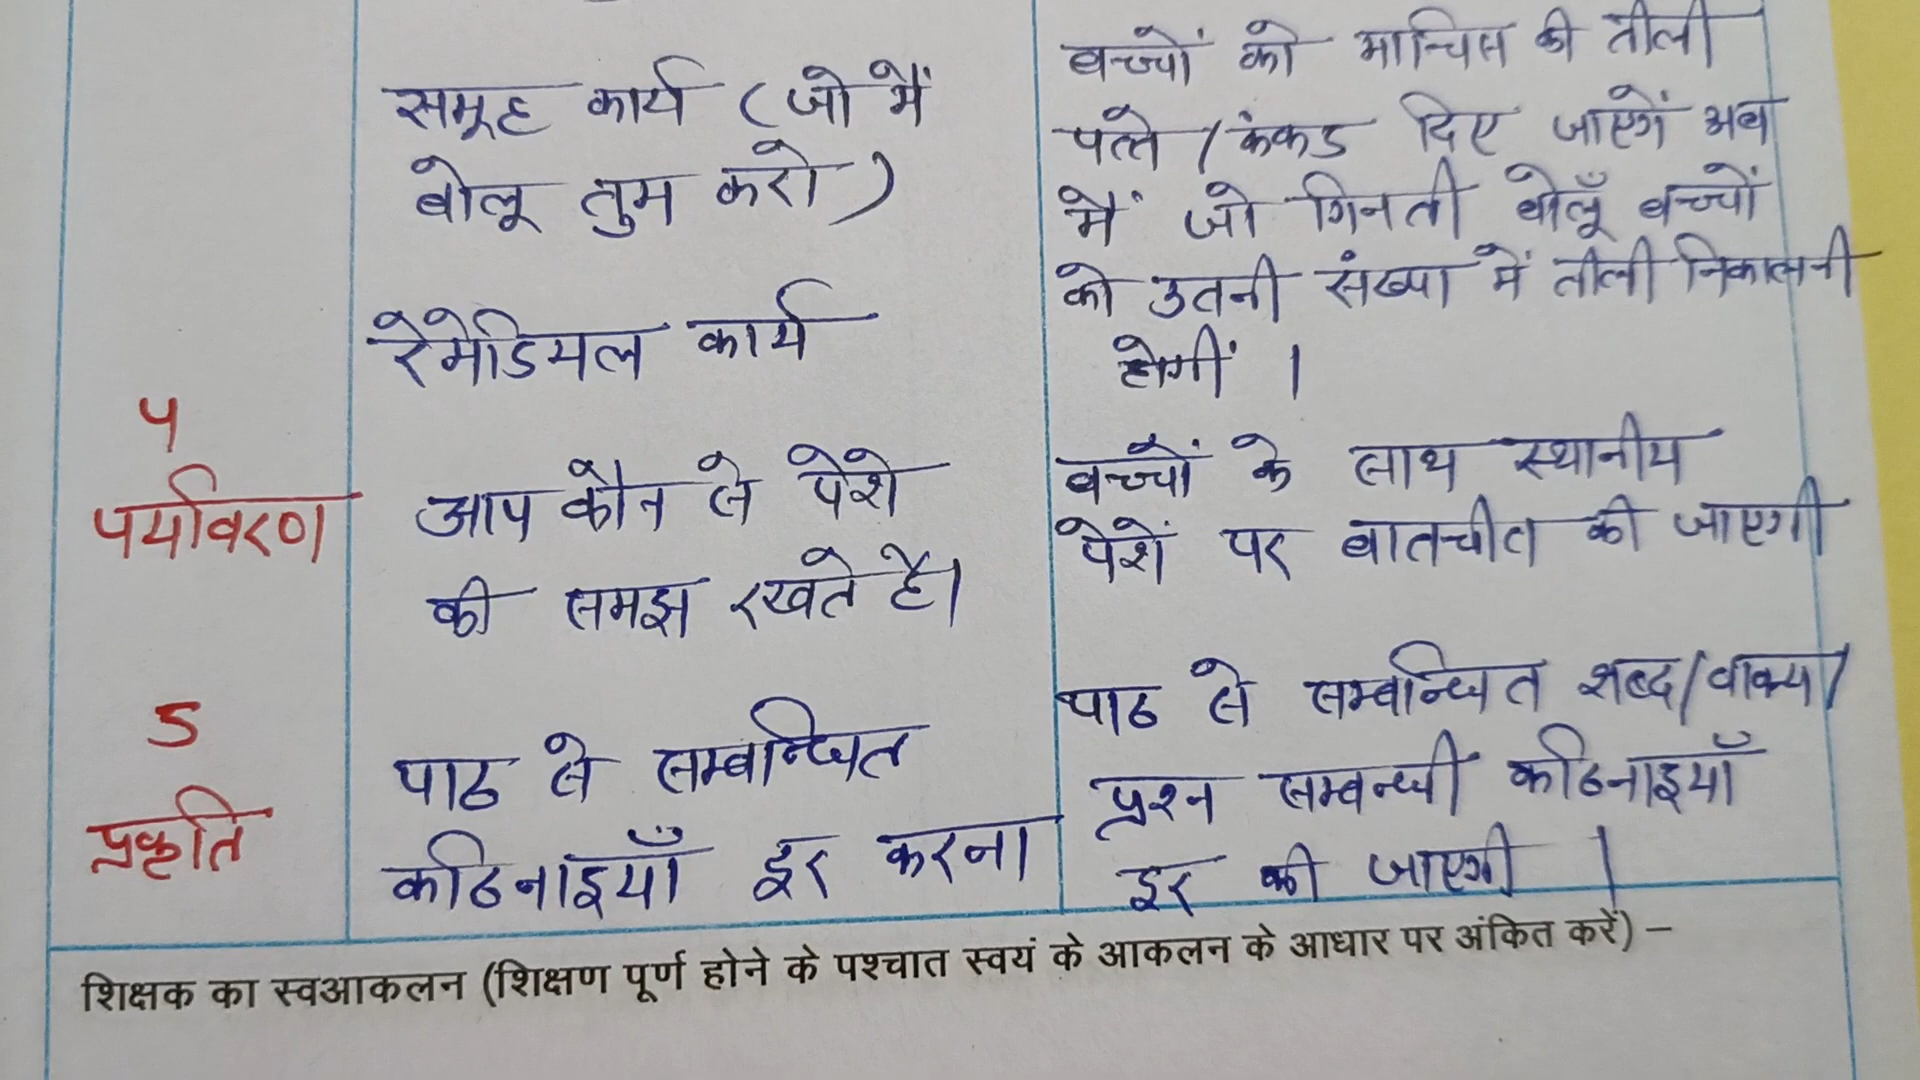 समूह कार्य (जो मैं
बोलू तुम करो)
रेमेडियल कार्य
बच्चों को माचिस की तीली
पत्ते / कंकड दिए जाएगें अब
मैं जो गिनती बोलूँ बच्चों
को उतनी संख्या में तीली निकालनी
होगीं ।
4
पर्यावरण
आप कौन से पेशे
की समझ रखते है।
बच्चों के साथ स्थानीय
पेशें पर बातचीत की जाएगी
5
प्रकृति
पाठ से सम्बन्धित
कठिनाइयाँ दूर करना
पाठ से सम्बन्धित शब्द/वाक्य/
प्रश्न सम्बन्धी कठिनाइयाँ
दूर की जाएगी ।
शिक्षक का स्वआकलन (शिक्षण पूर्ण होने के पश्चात स्वयं के आकलन के आधार पर अंकित करें) –